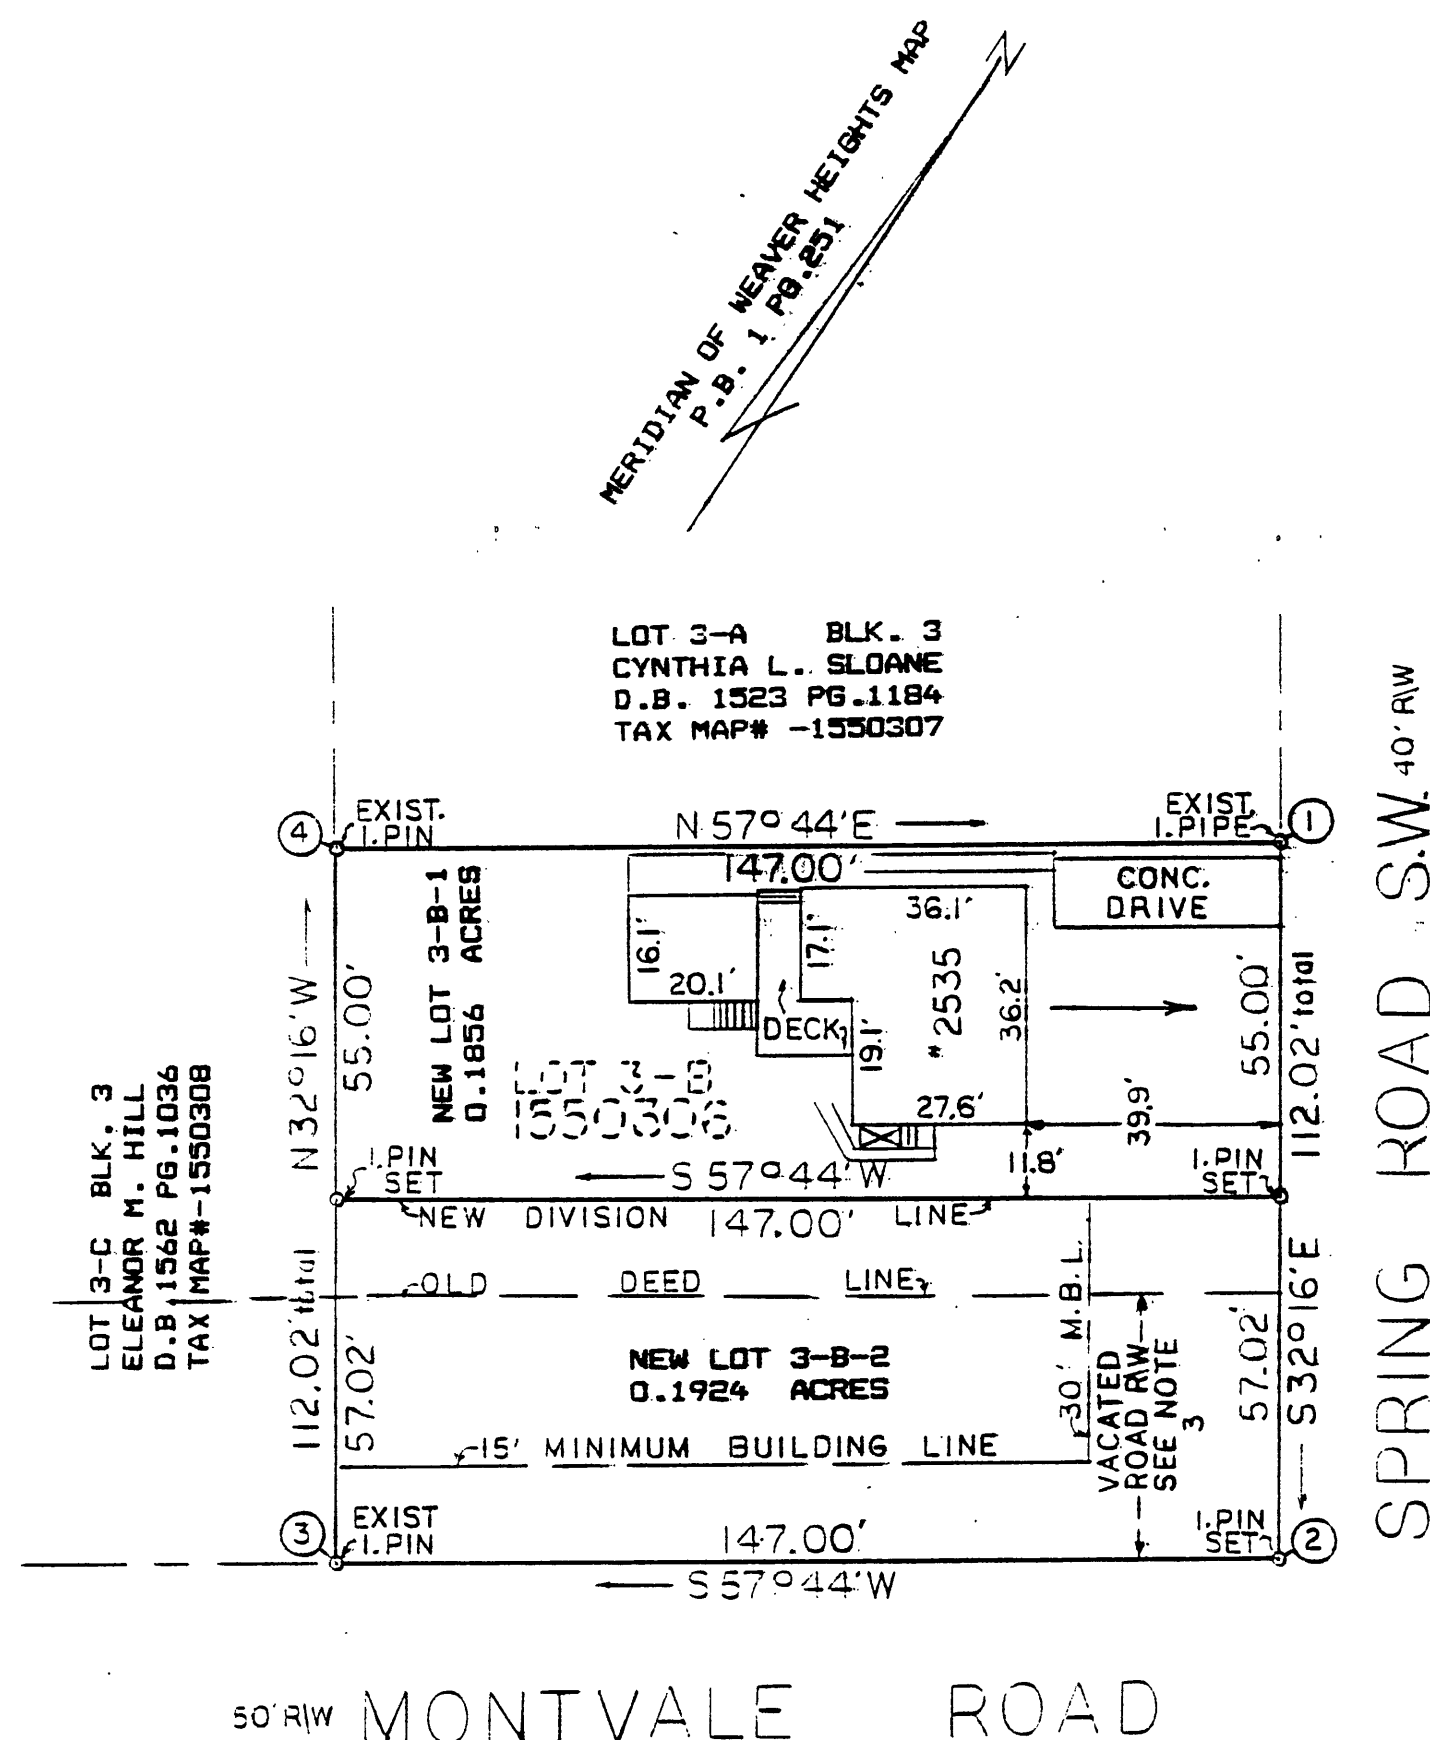 MERIDIAN OF WEAVER HEIGHTS MAP
P.B. 1 PG.251
N
LOT 3-A BLK. 3
CYNTHIA L. SLOANE
D.B. 1523 PG.1184
TAX MAP# -1550307
40' R\W
SPRING ROAD S.W.
4
EXIST.
I.PIN
N 57° 44' E
147.00'
EXIST.
I.PIPE
1
CONC.
DRIVE
NEW LOT 3-B-1
0.1856 ACRES
16.1'
20.1'
17.1'
36.1'
#2535
36.2'
DECK
19.1'
27.6'
39.9'
11.8'
N 32° 16' W
55.00'
55.00'
112.02' total
LOT 3-B
1550306
LOT 3-C BLK. 3
ELEANOR M. HILL
D.B 1562 PG.1036
TAX MAP#-1550308
I.PIN
SET
S 57° 44' W
I.PIN
SET
NEW DIVISION LINE
147.00'
OLD DEED LINE
30' M.B.L.
112.02' total
57.02'
NEW LOT 3-B-2
0.1924 ACRES
VACATED
ROAD R\W
SEE NOTE
3
57.02'
S 32° 16' E
15' MINIMUM BUILDING LINE
3
EXIST
I.PIN
147.00'
I.PIN
SET
2
S 57° 44' W
50' R\W MONTVALE ROAD